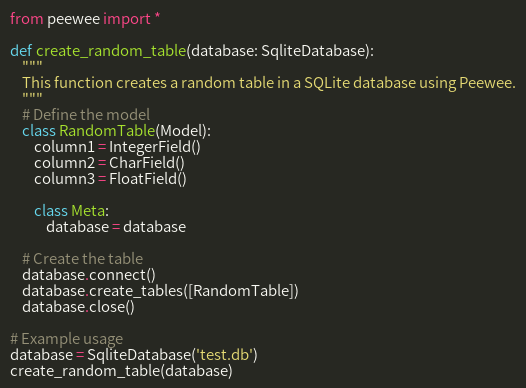 from peewee import *

def create_random_table(database: SqliteDatabase):
    """
    This function creates a random table in a SQLite database using Peewee.
    """
    # Define the model
    class RandomTable(Model):
        column1 = IntegerField()
        column2 = CharField()
        column3 = FloatField()

        class Meta:
            database = database

    # Create the table
    database.connect()
    database.create_tables([RandomTable])
    database.close()

# Example usage
database = SqliteDatabase('test.db')
create_random_table(database)